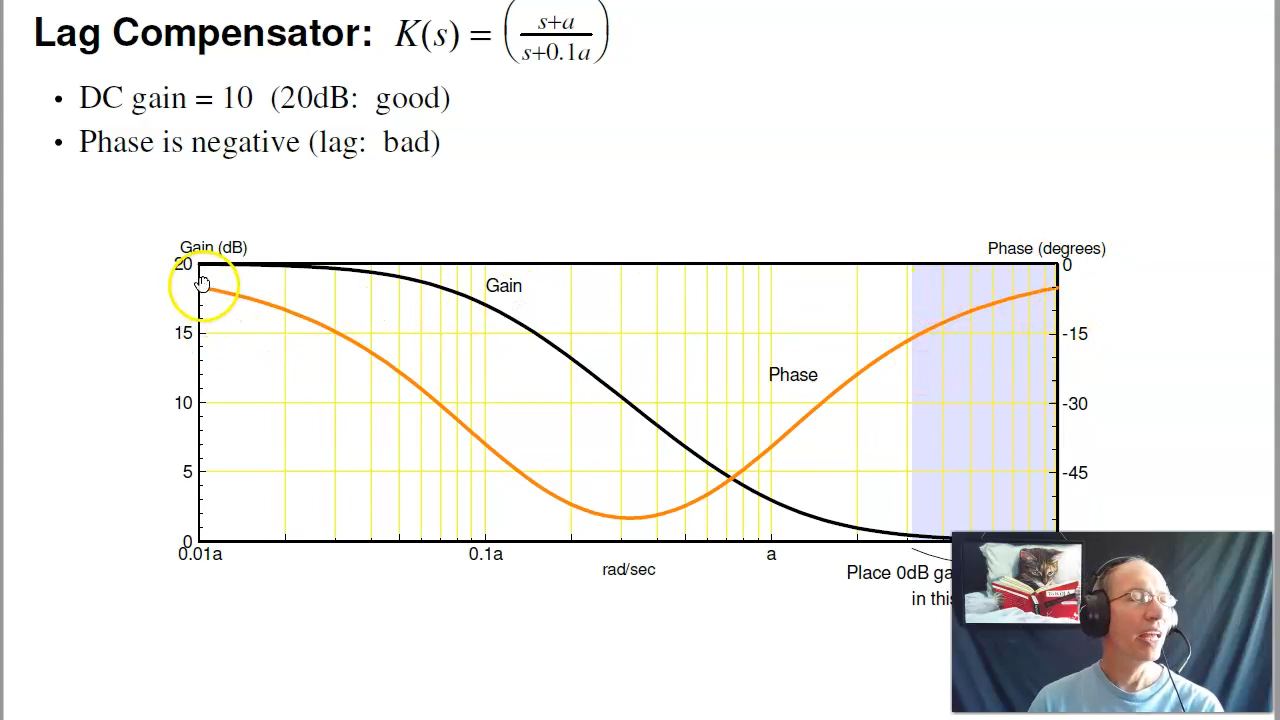 Lag Compensator: K(s) = (s+a / s+0.1a)
• DC gain = 10 (20dB: good)
• Phase is negative (lag: bad)
Gain (dB)
Phase (degrees)
20
0
Gain
15
-15
Phase
10
-30
5
-45
0
0.01a
0.1a
a
rad/sec
Place 0dB
in